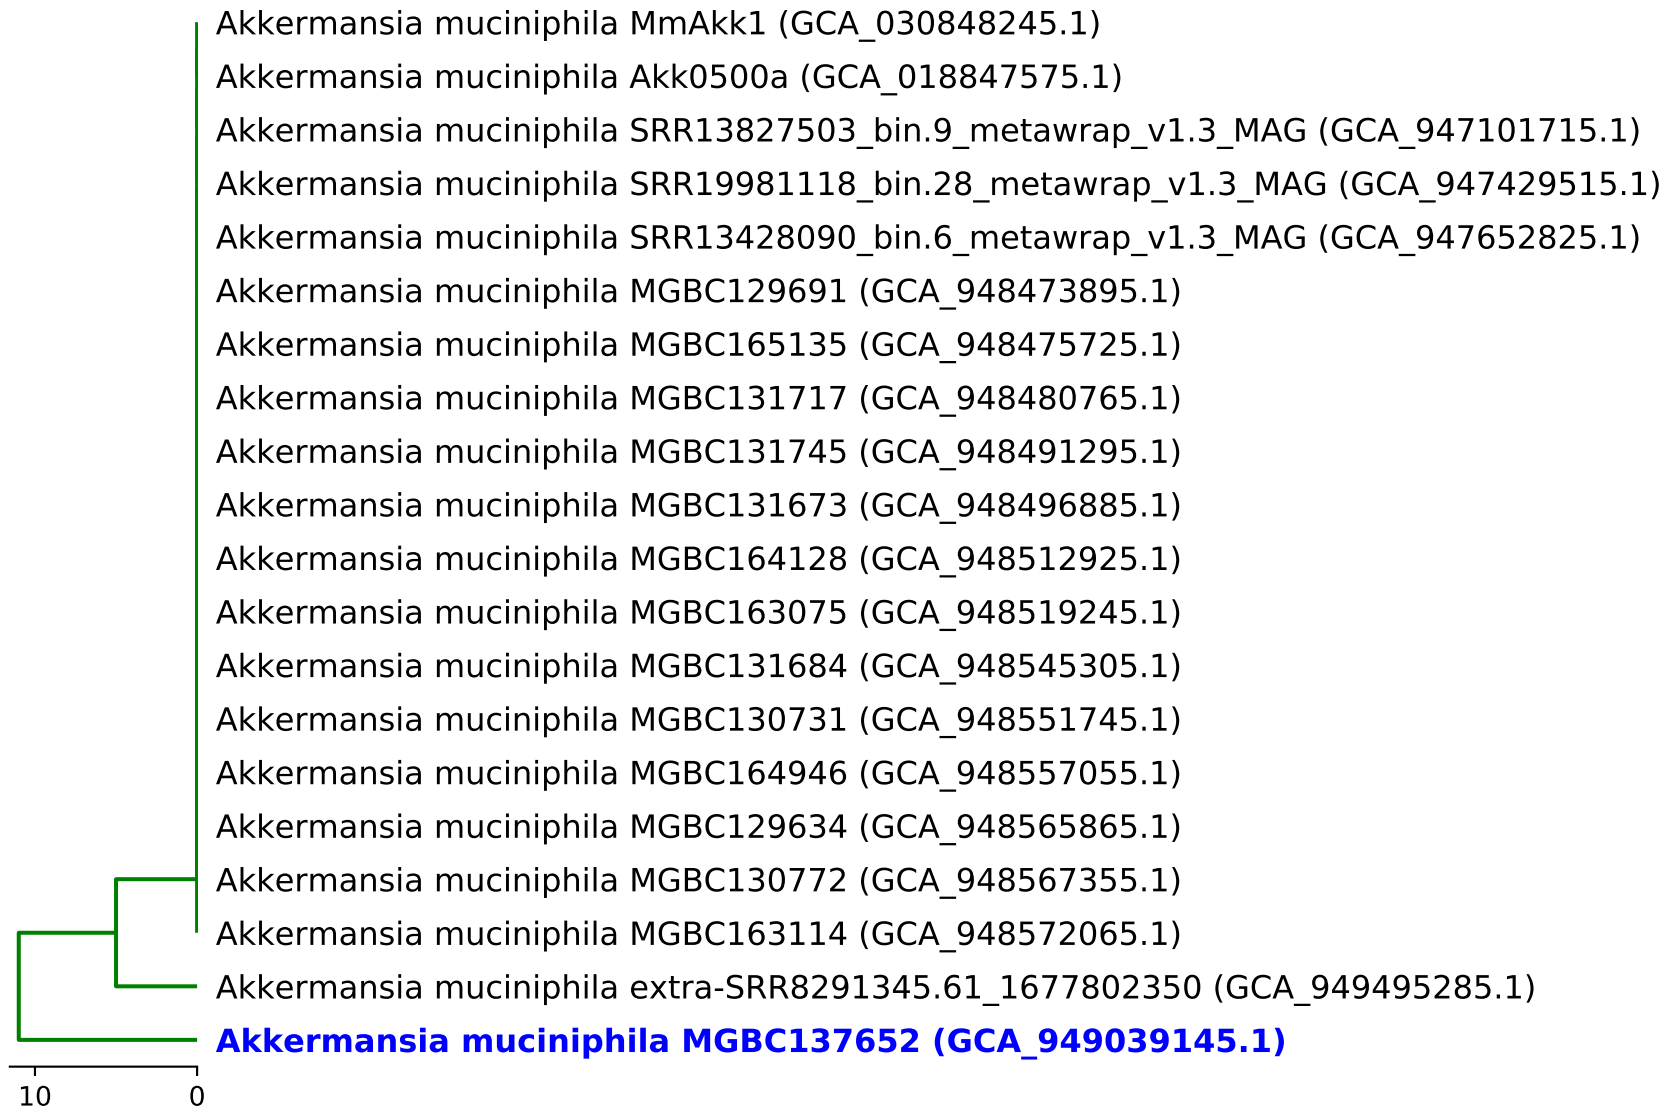 Akkermansia muciniphila MmAkk1 (GCA_030848245.1)
Akkermansia muciniphila Akk0500a (GCA_018847575.1)
Akkermansia muciniphila SRR13827503_bin.9_metawrap_v1.3_MAG (GCA_947101715.1)
Akkermansia muciniphila SRR19981118_bin.28_metawrap_v1.3_MAG (GCA_947429515.1)
Akkermansia muciniphila SRR13428090_bin.6_metawrap_v1.3_MAG (GCA_947652825.1)
Akkermansia muciniphila MGBC129691 (GCA_948473895.1)
Akkermansia muciniphila MGBC165135 (GCA_948475725.1)
Akkermansia muciniphila MGBC131717 (GCA_948480765.1)
Akkermansia muciniphila MGBC131745 (GCA_948491295.1)
Akkermansia muciniphila MGBC131673 (GCA_948496885.1)
Akkermansia muciniphila MGBC164128 (GCA_948512925.1)
Akkermansia muciniphila MGBC163075 (GCA_948519245.1)
Akkermansia muciniphila MGBC131684 (GCA_948545305.1)
Akkermansia muciniphila MGBC130731 (GCA_948551745.1)
Akkermansia muciniphila MGBC164946 (GCA_948557055.1)
Akkermansia muciniphila MGBC129634 (GCA_948565865.1)
Akkermansia muciniphila MGBC130772 (GCA_948567355.1)
Akkermansia muciniphila MGBC163114 (GCA_948572065.1)
Akkermansia muciniphila extra-SRR8291345.61_1677802350 (GCA_949495285.1)
Akkermansia muciniphila MGBC137652 (GCA_949039145.1)
10 0